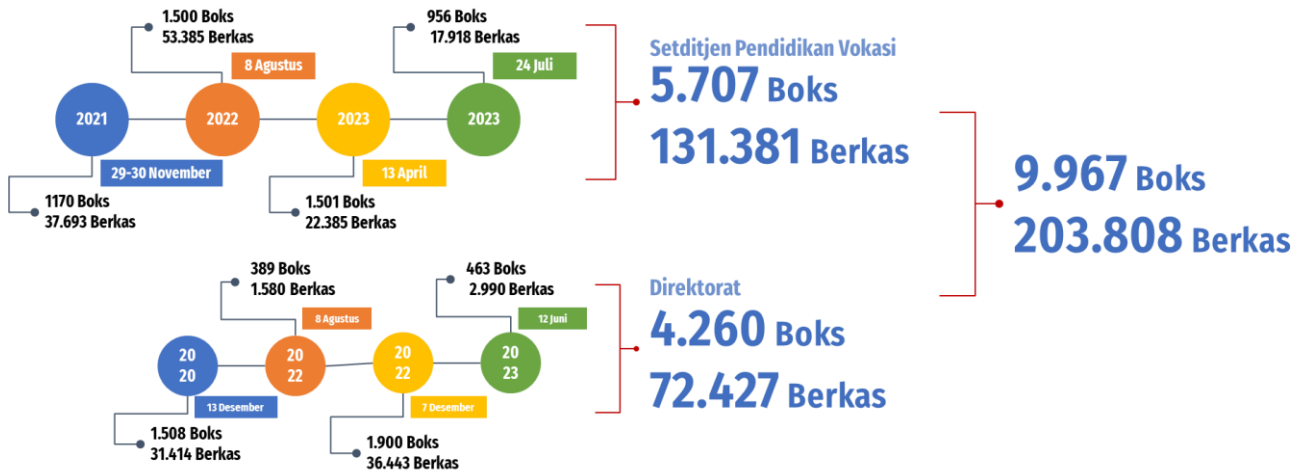 1.500 Boks
53.385 Berkas
8 Agustus
956 Boks
17.918 Berkas
24 Juli
2021
2022
2023
2023
29-30 November
1170 Boks
37.693 Berkas
13 April
1.501 Boks
22.385 Berkas
Setditjen Pendidikan Vokasi
5.707 Boks
131.381 Berkas
9.967 Boks
203.808 Berkas
389 Boks
1.580 Berkas
8 Agustus
463 Boks
2.990 Berkas
12 Juni
20
20
20
22
20
22
20
23
13 Desember
1.508 Boks
31.414 Berkas
7 Desember
1.900 Boks
36.443 Berkas
Direktorat
4.260 Boks
72.427 Berkas